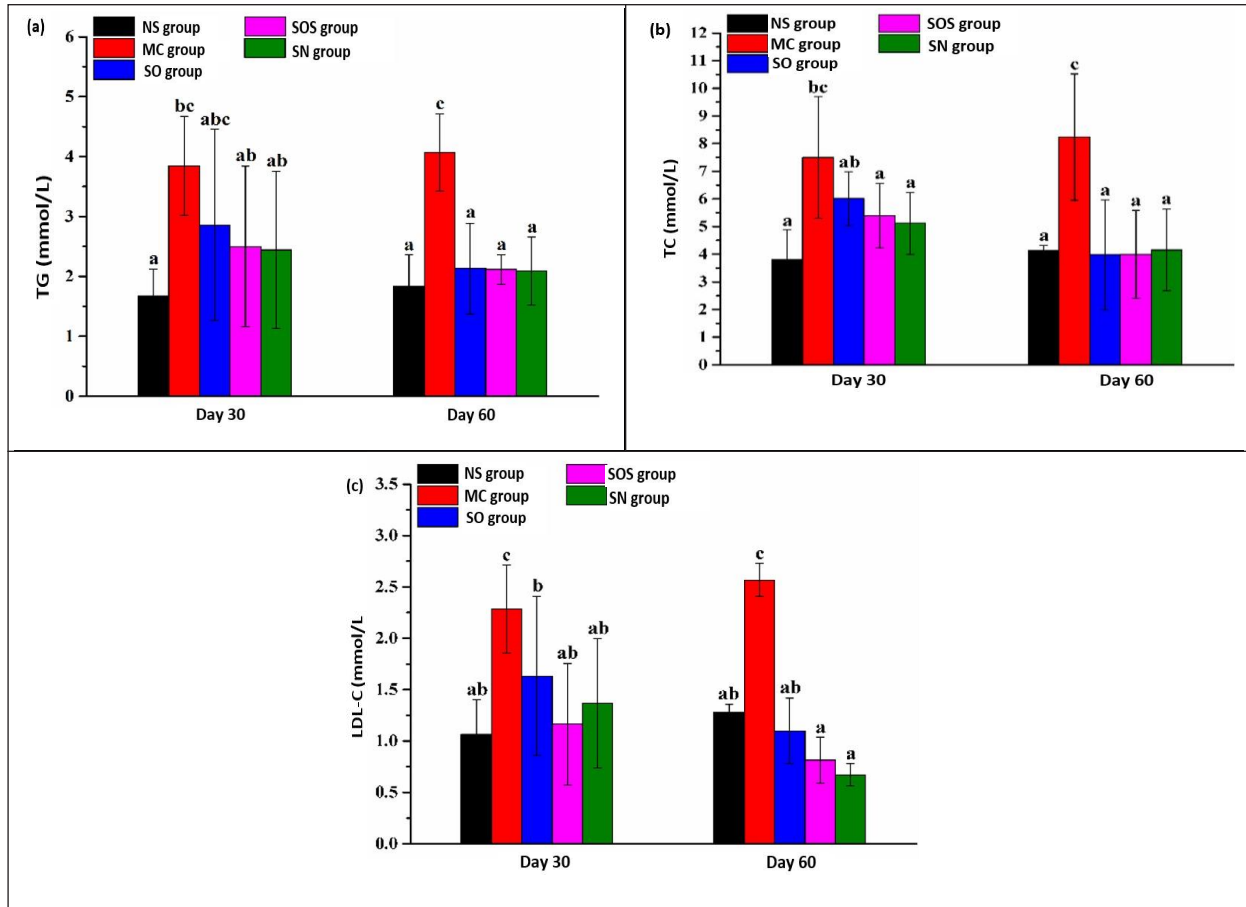 (a)
NS group
SOS group
MC group
SN group
SO group
6
5
4
3
2
1
0
TG (mmol/L)
a
bc
abc
ab
ab
a
c
a
a
a
Day 30
Day 60
(b)
NS group
SOS group
MC group
SN group
SO group
12
11
10
9
8
7
6
5
4
3
2
1
0
TC (mmol/L)
a
bc
ab
a
a
a
c
a
a
a
Day 30
Day 60
(c)
NS group
SOS group
MC group
SN group
SO group
3.5
3.0
2.5
2.0
1.5
1.0
0.5
0.0
LDL-C (mmol/L
ab
c
b
ab
ab
ab
c
ab
a
a
Day 30
Day 60